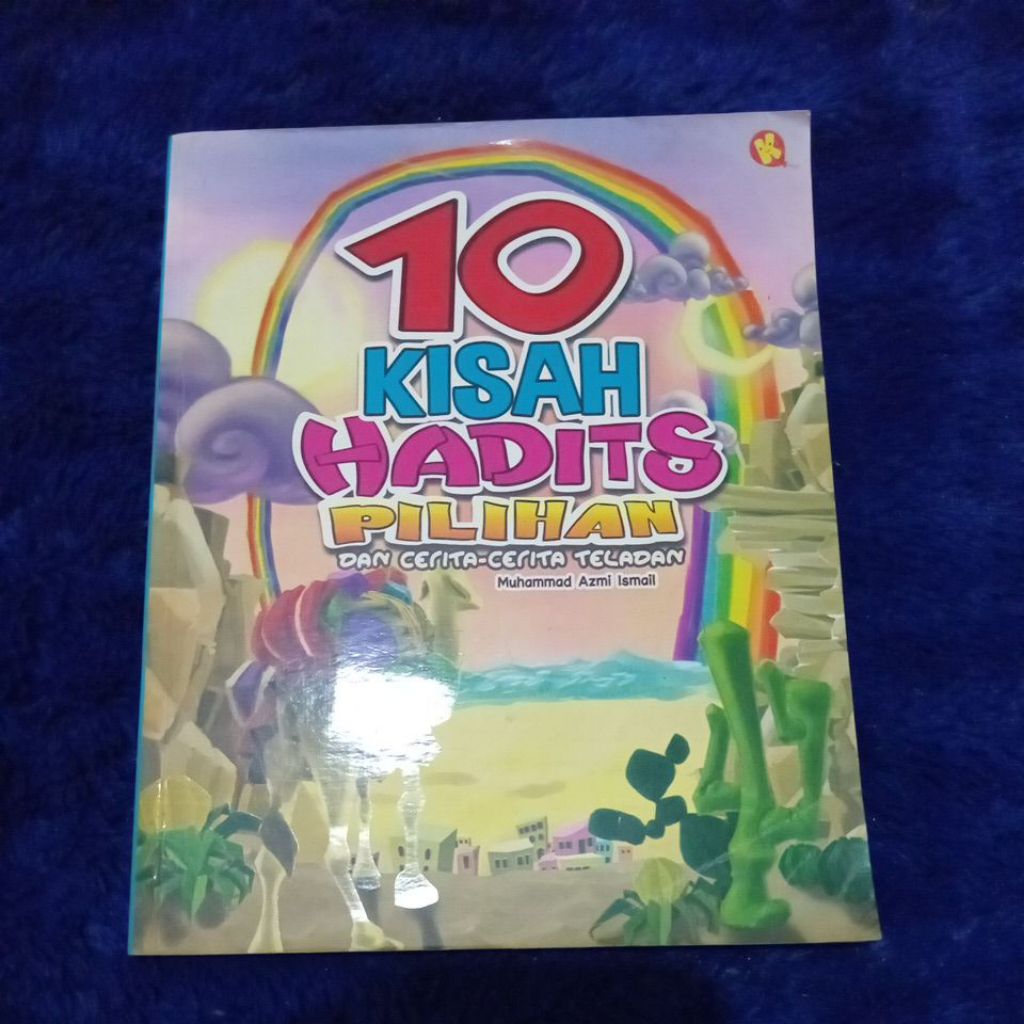 10
KISAH
HADITS
PILIHAN
DAN CERITA-CERITA TELADAN
Muhammad Azmi Ismail
K